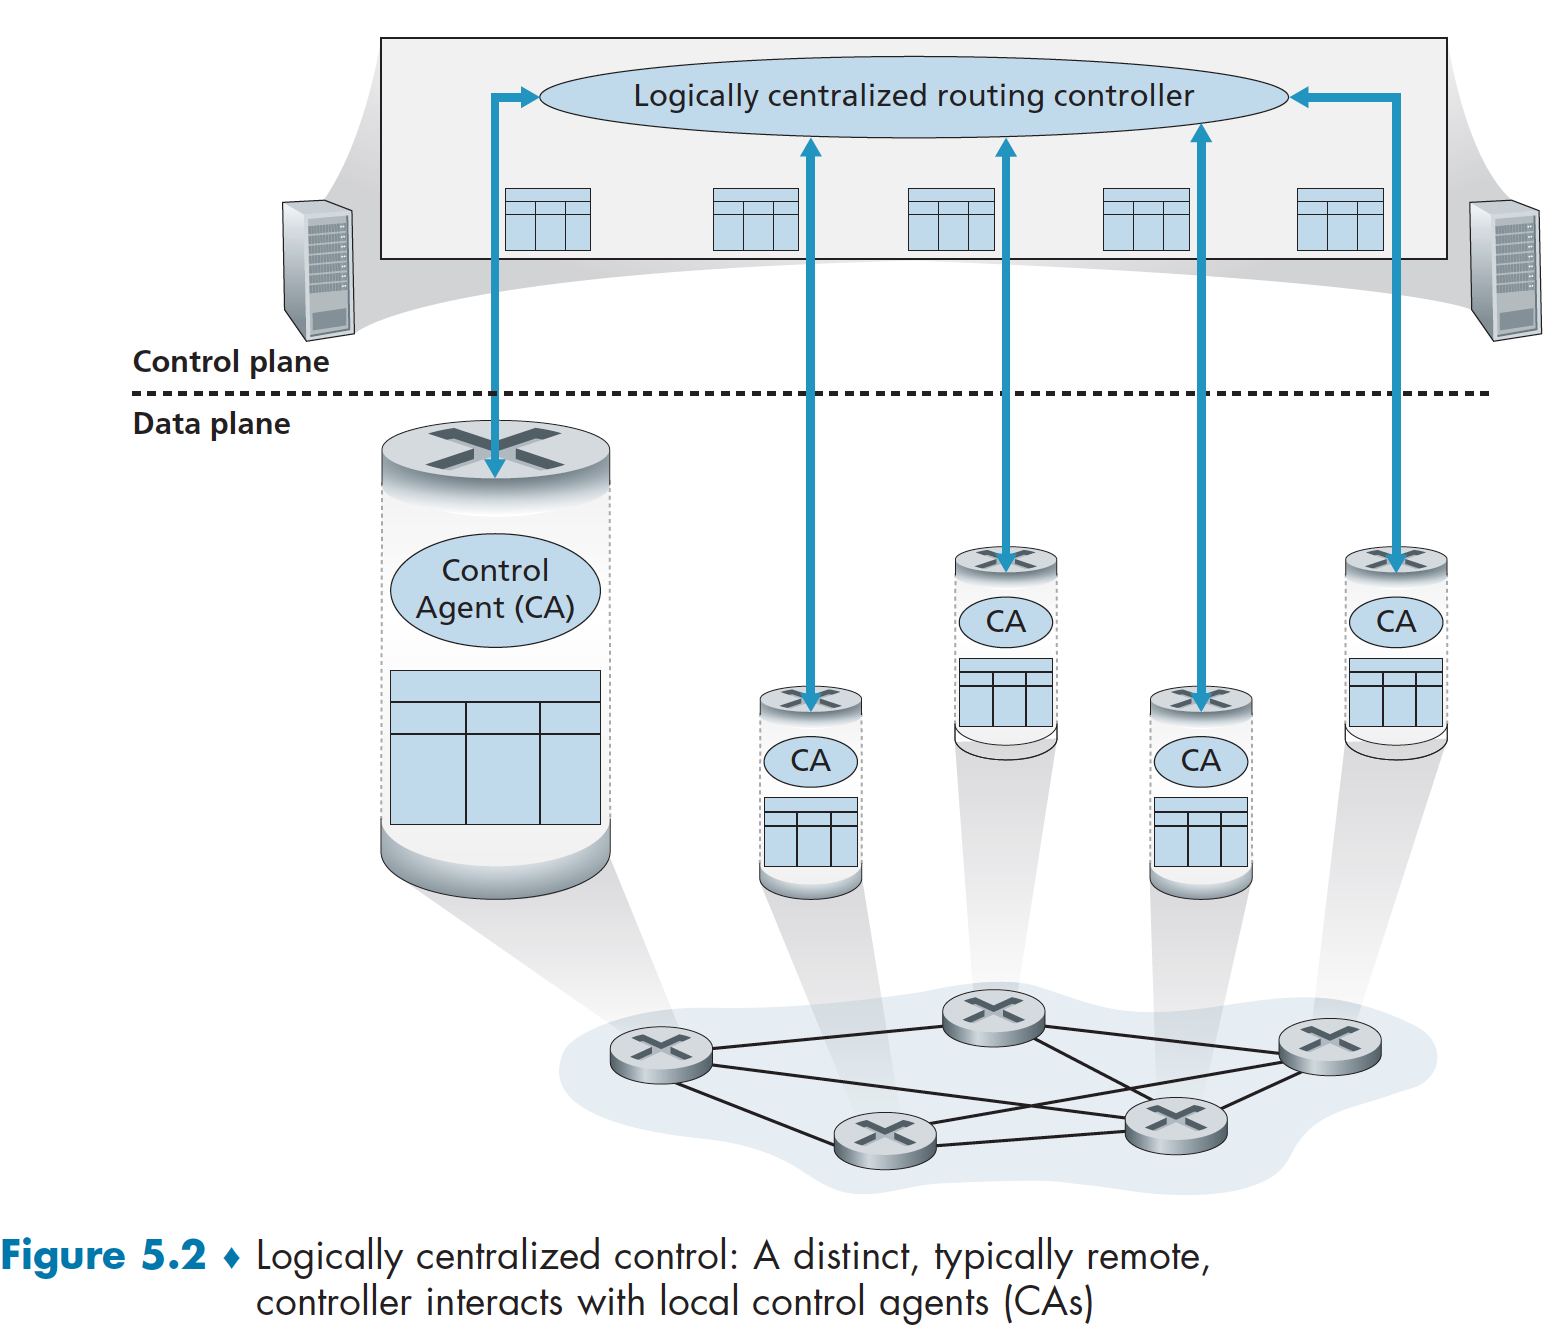 Logically centralized routing controller
Control plane
Data plane
Control
Agent (CA)
CA
CA
CA
CA
Figure 5.2 ♦ Logically centralized control: A distinct, typically remote,
controller interacts with local control agents (CAs)